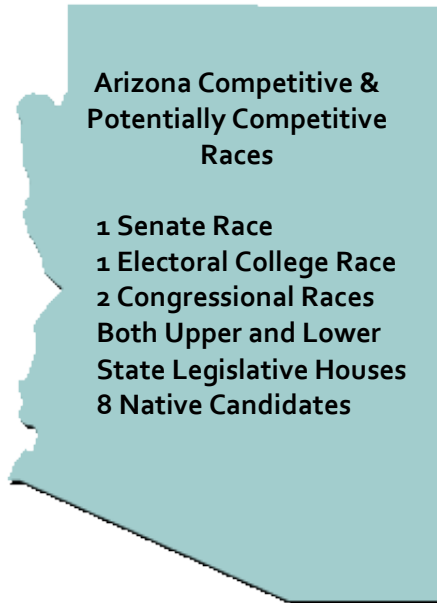 Arizona Competitive &
Potentially Competitive
Races
1 Senate Race
1 Electoral College Race
2 Congressional Races
Both Upper and Lower
State Legislative Houses
8 Native Candidates